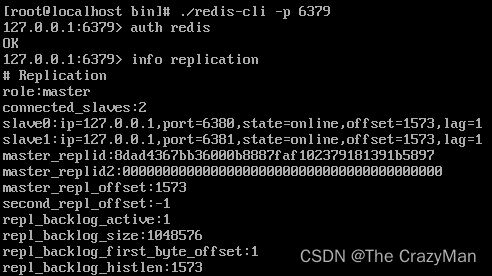 [root@localhost bin]# ./redis-cli -p 6379
127.0.0.1:6379> auth redis
OK
127.0.0.1:6379> info replication
# Replication
role:master
connected_slaves:2
slave0:ip=127.0.0.1,port=6380,state=online,offset=1573,lag=1
slave1:ip=127.0.0.1,port=6381,state=online,offset=1573,lag=1
master_replid:8dad4367bb36000b8887faf102379181391b5897
master_replid2:0000000000000000000000000000000000000000
master_repl_offset:1573
second_repl_offset:-1
repl_backlog_active:1
repl_backlog_size:1048576
repl_backlog_first_byte_offset:1
repl_backlog_histlen:1573
CSDN @The CrazyMan